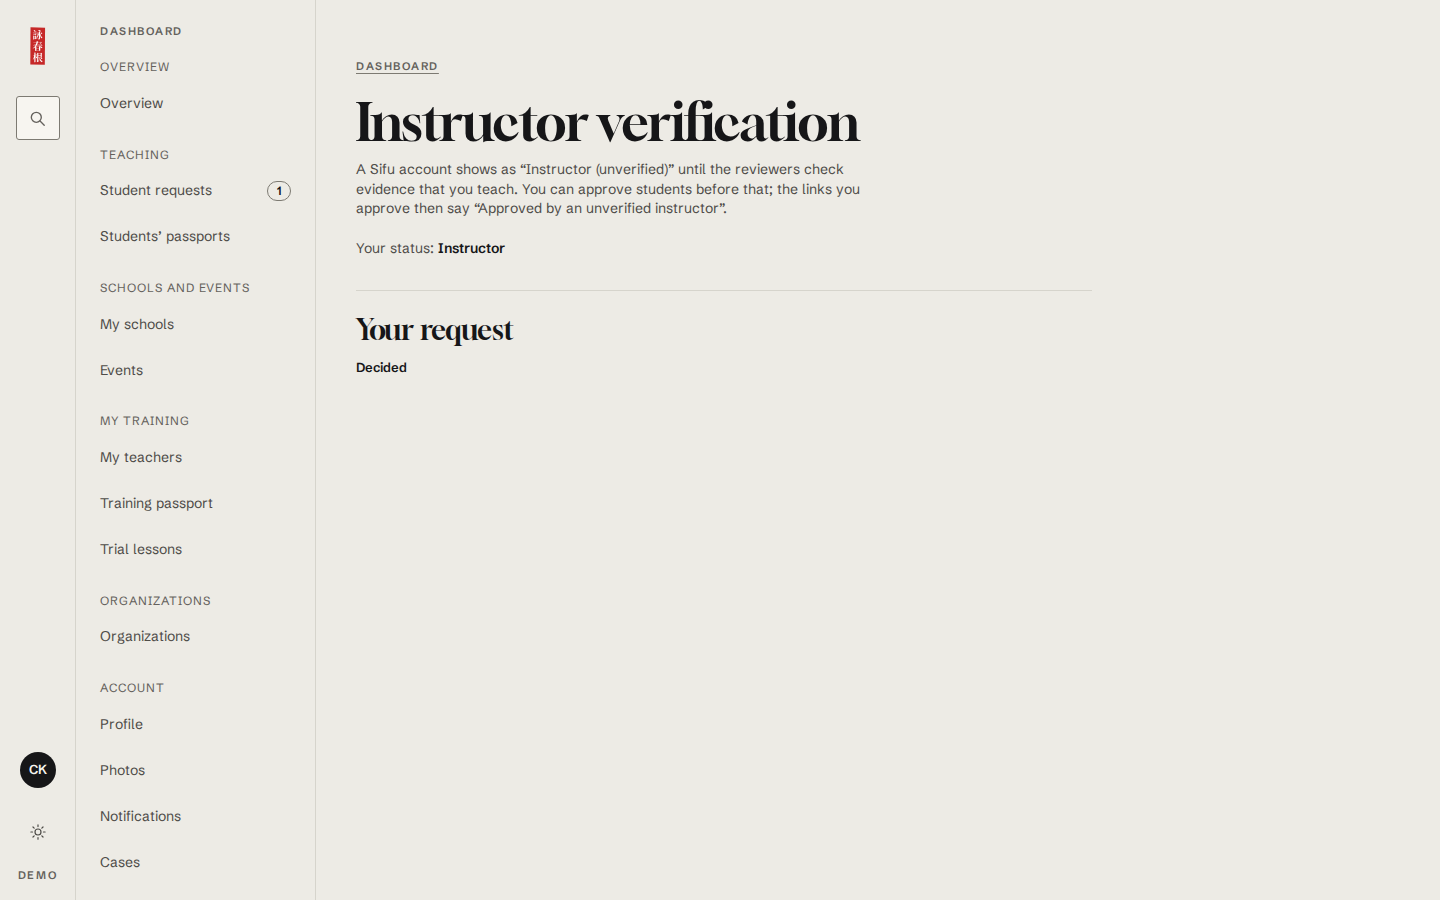 詠春根
DASHBOARD
OVERVIEW
Overview
TEACHING
Student requests 1
Students’ passports
SCHOOLS AND EVENTS
My schools
Events
MY TRAINING
My teachers
Training passport
Trial lessons
ORGANIZATIONS
Organizations
ACCOUNT
Profile
Photos
Notifications
Cases
CK
DEMO
DASHBOARD
Instructor verification
A Sifu account shows as “Instructor (unverified)” until the reviewers check
evidence that you teach. You can approve students before that; the links you
approve then say “Approved by an unverified instructor”.
Your status: Instructor
Your request
Decided